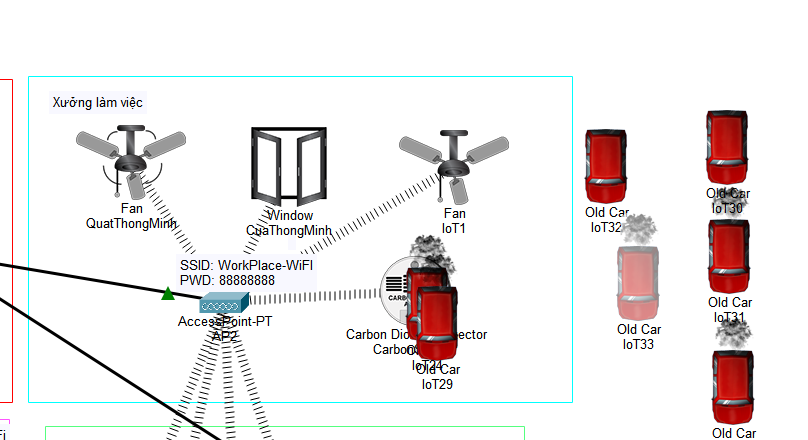 Xưởng làm việc
Fan
QuatThongMinh
Window
CuaThongMinh
Fan
IoT1
Old Car
IoT32
Old Car
IoT30
SSID: WorkPlace-WiFI
PWD: 88888888
AccessPoint-PT
AP2
CARBO
Carbon Dio
ector
Carbon
IoT24
Old Car
IoT29
Old Car
IoT33
Old Car
IoT31
Old Car